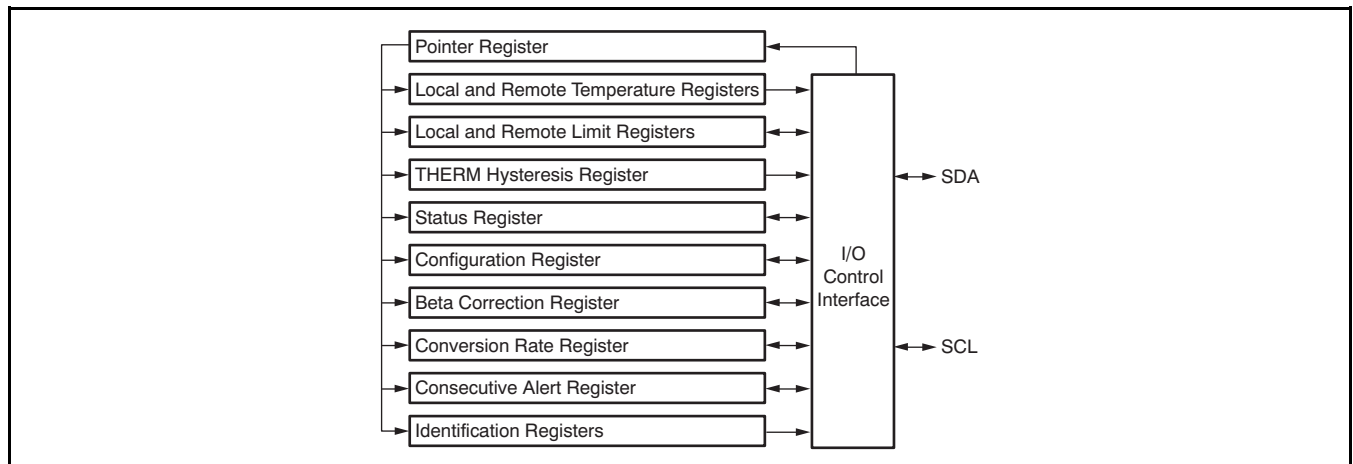 Pointer Register
Local and Remote Temperature Registers
Local and Remote Limit Registers
THERM Hysteresis Register
Status Register
Configuration Register
Beta Correction Register
Conversion Rate Register
Consecutive Alert Register
Identification Registers
I/O
Control
Interface
SDA
SCL